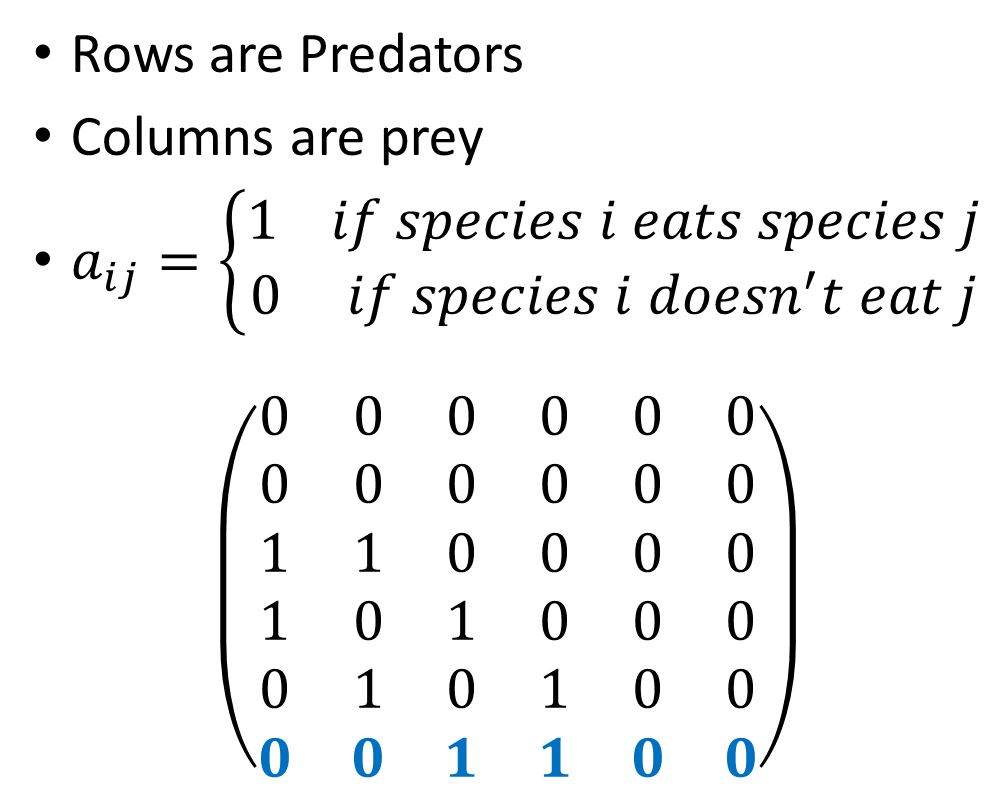 • Rows are Predators
• Columns are prey
• a_{ij} = { 1 if species i eats species j
0 if species i doesn't eat j
0 0 0 0 0 0
0 0 0 0 0 0
1 1 0 0 0 0
1 0 1 0 0 0
0 1 0 1 0 0
0 0 1 1 0 0